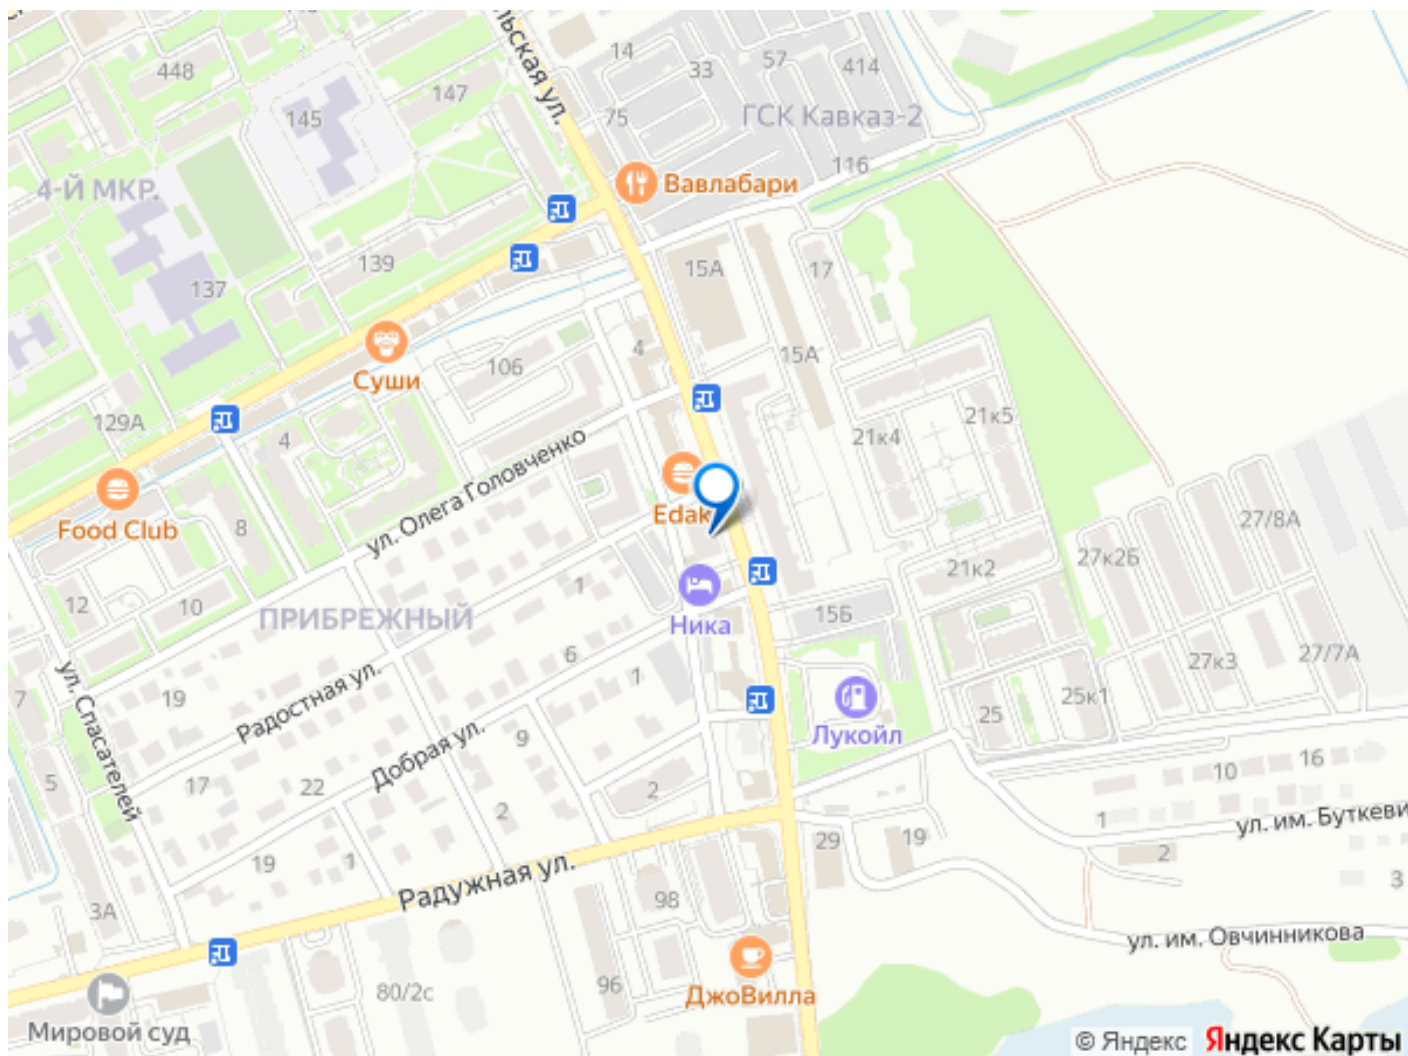 льская ул.
448
147
145
14
33
57
414
75
ГСК Кавказ-2
116
4-Й МКР.
Вавлабари
139
137
15А
17
Суши
106
4
15А
129А
4
21к4
21к5
ул. Олега Головченко
Food Club
8
Edak
27/8А
27к2Б
21к2
12
10
ПРИБРЕЖНЫЙ
1
Ника
15Б
6
1
27к3
27/7А
ул. Спасателей
7
19
Радостная ул.
25
25к1
Лукойл
9
Добрая ул.
5
17
22
2
2
10
16
1
ул. им. Буткеви
19
1
29
19
2
3
Радужная ул.
3А
98
ул. им. Овчинникова
80/2с
96
ДжоВилла
Мировой суд
© Яндекс Яндекс Карты